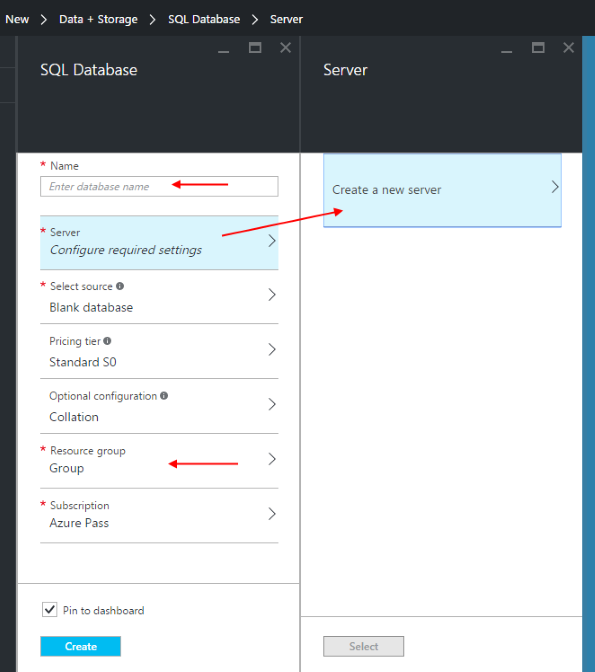 New > Data + Storage > SQL Database > Server
SQL Database
* Name
Enter database name
* Server
Configure required settings
* Select source
Blank database
Pricing tier
Standard S0
Optional configuration
Collation
* Resource group
Group
* Subscription
Azure Pass
Pin to dashboard
Create
Server
Create a new server
Select